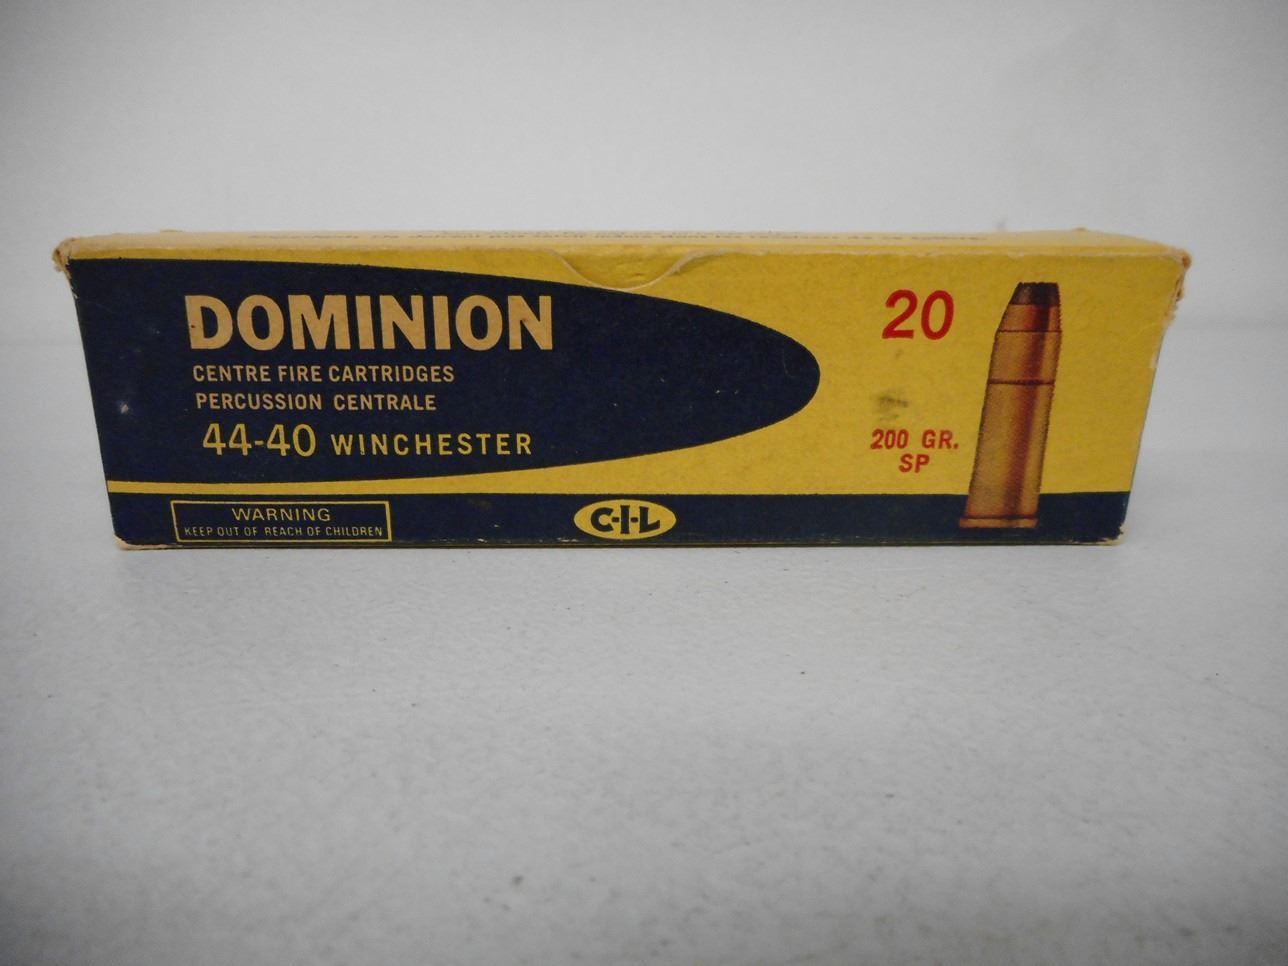 DOMINION
CENTRE FIRE CARTRIDGES
PERCUSSION CENTRALE
44-40 WINCHESTER
20
200 GR.
SP
WARNING
KEEP OUT OF REACH OF CHILDREN
C-I-L